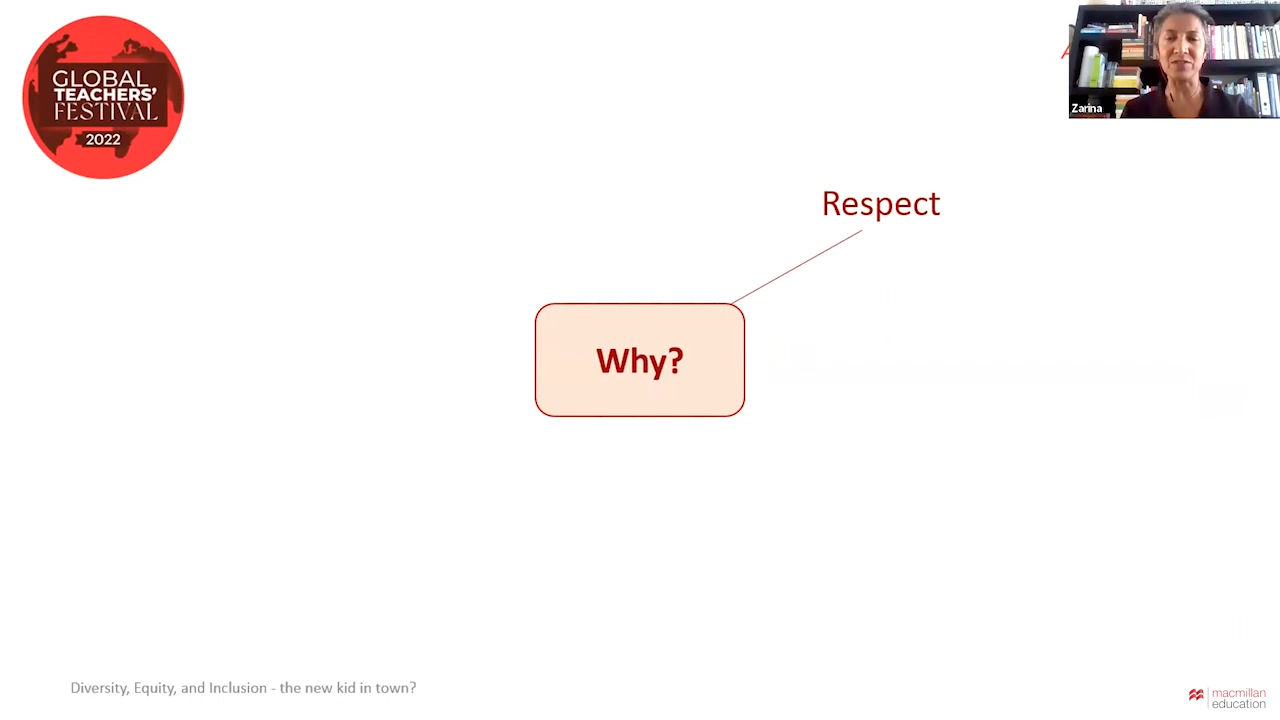 GLOBAL
TEACHERS'
FESTIVAL
2022
Zarina
Respect
Why?
Diversity, Equity, and Inclusion - the new kid in town?
macmillan
education